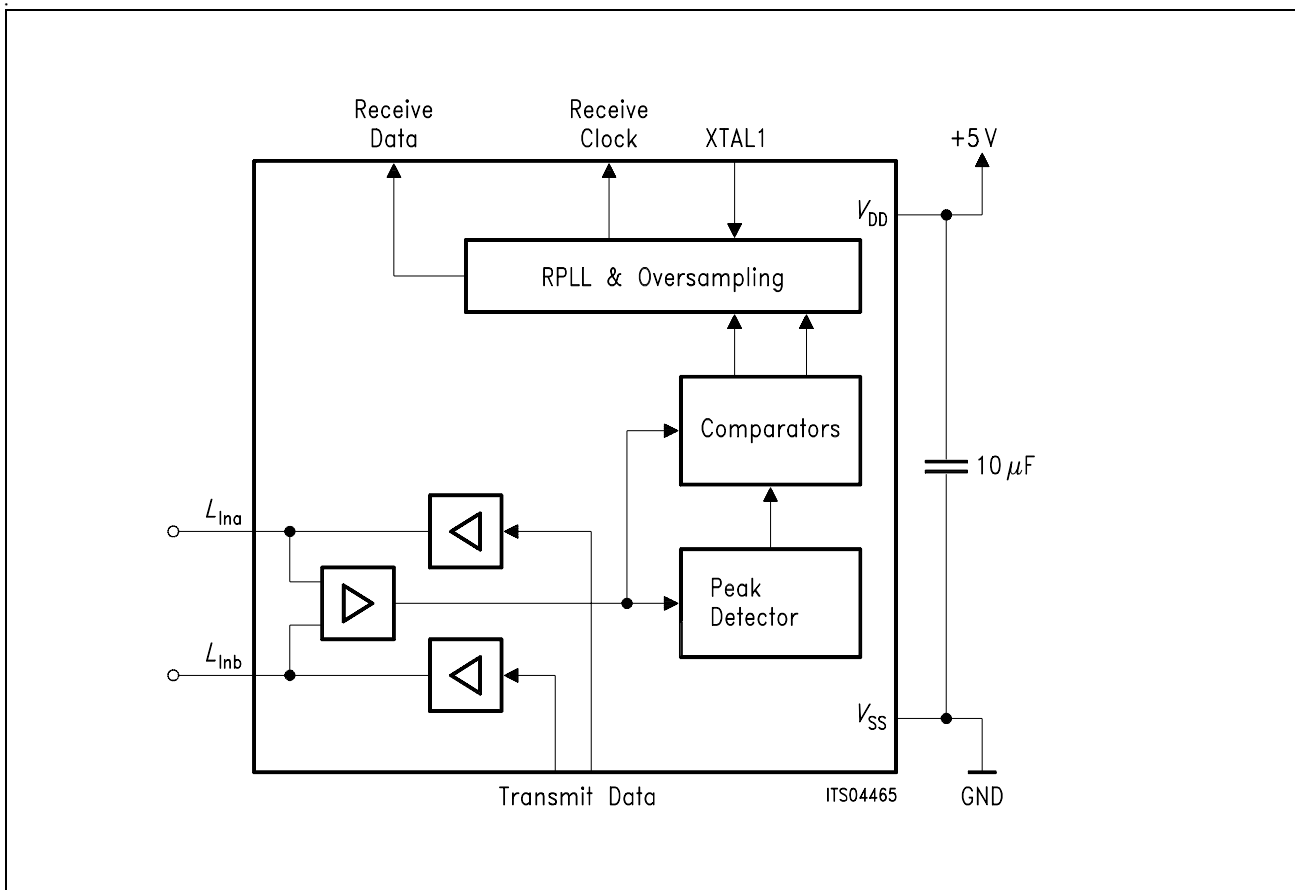 Receive
Data
Receive
Clock
XTAL1
+5 V
VDD
RPLL & Oversampling
Comparators
10 µF
LIna
Peak
Detector
LInb
VSS
Transmit Data
ITS04465
GND